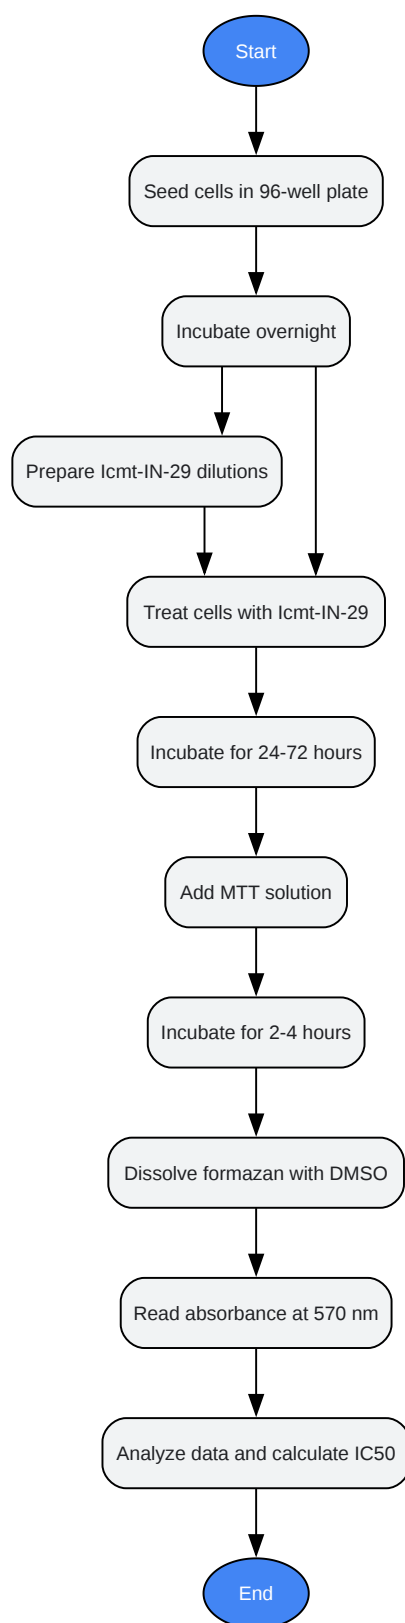 Start
Seed cells in 96-well plate
Incubate overnight
Prepare Icmt-IN-29 dilutions
Treat cells with Icmt-IN-29
Incubate for 24-72 hours
Add MTT solution
Incubate for 2-4 hours
Dissolve formazan with DMSO
Read absorbance at 570 nm
Analyze data and calculate IC50
End